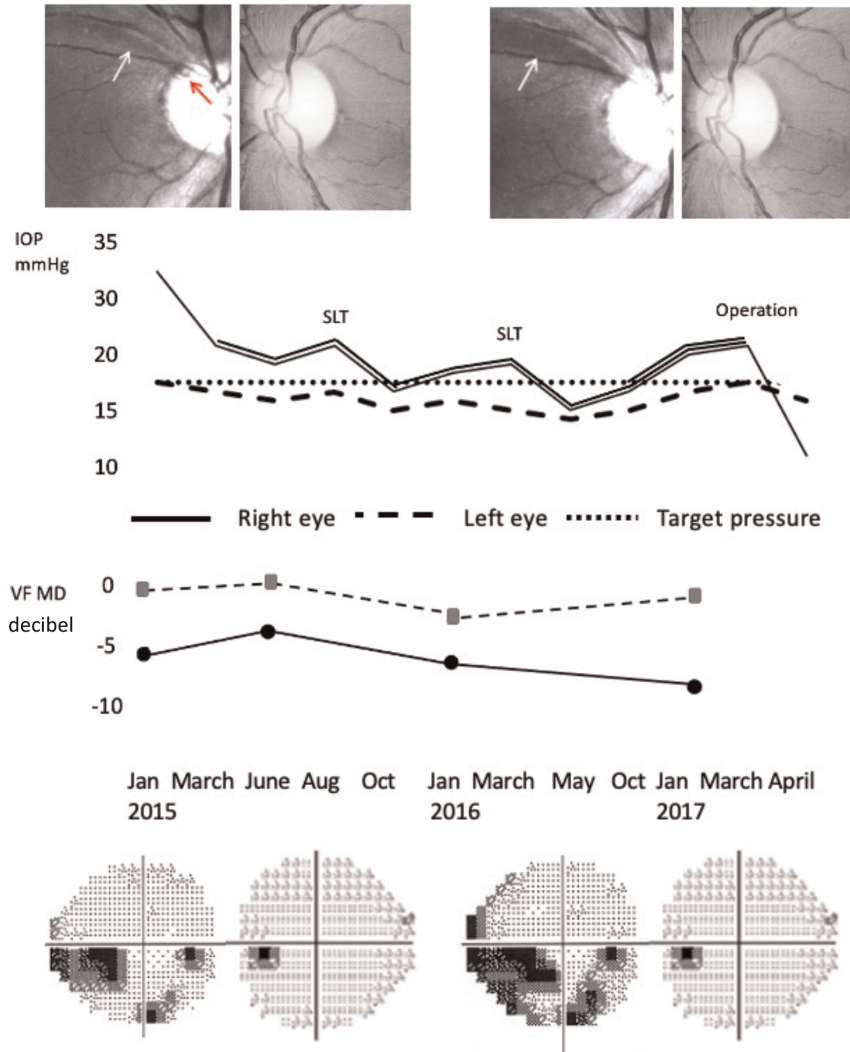 IOP
mmHg
35
30
25
20
15
10
SLT
SLT
Operation
Right eye Left eye Target pressure
VF MD
decibel
0
-5
-10
Jan March June Aug Oct Jan March May Oct Jan March April
2015 2016 2017